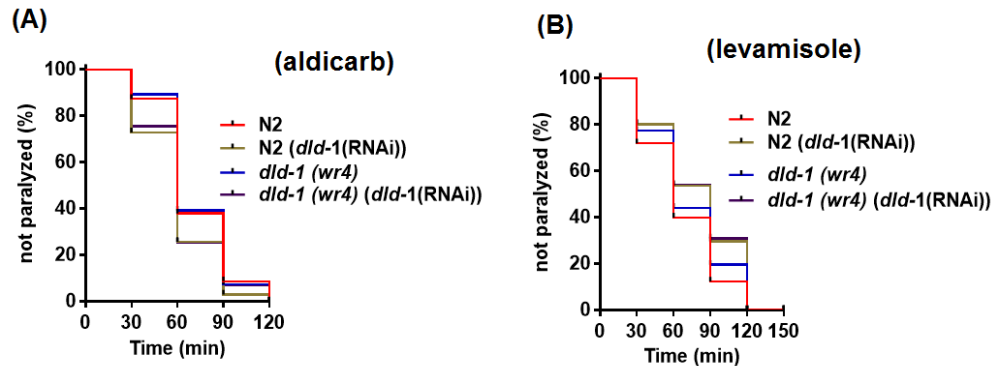 (A)
(aldicarb)
not paralyzed (%)
100
80
60
40
20
0
0 30 60 90 120
Time (min)
N2
N2 (dld-1(RNAi))
dld-1 (wr4)
dld-1 (wr4) (dld-1(RNAi))
(B)
(levamisole)
not paralyzed (%)
100
80
60
40
20
0
0 30 60 90 120 150
Time (min)
N2
N2 (dld-1(RNAi))
dld-1 (wr4)
dld-1 (wr4) (dld-1(RNAi))